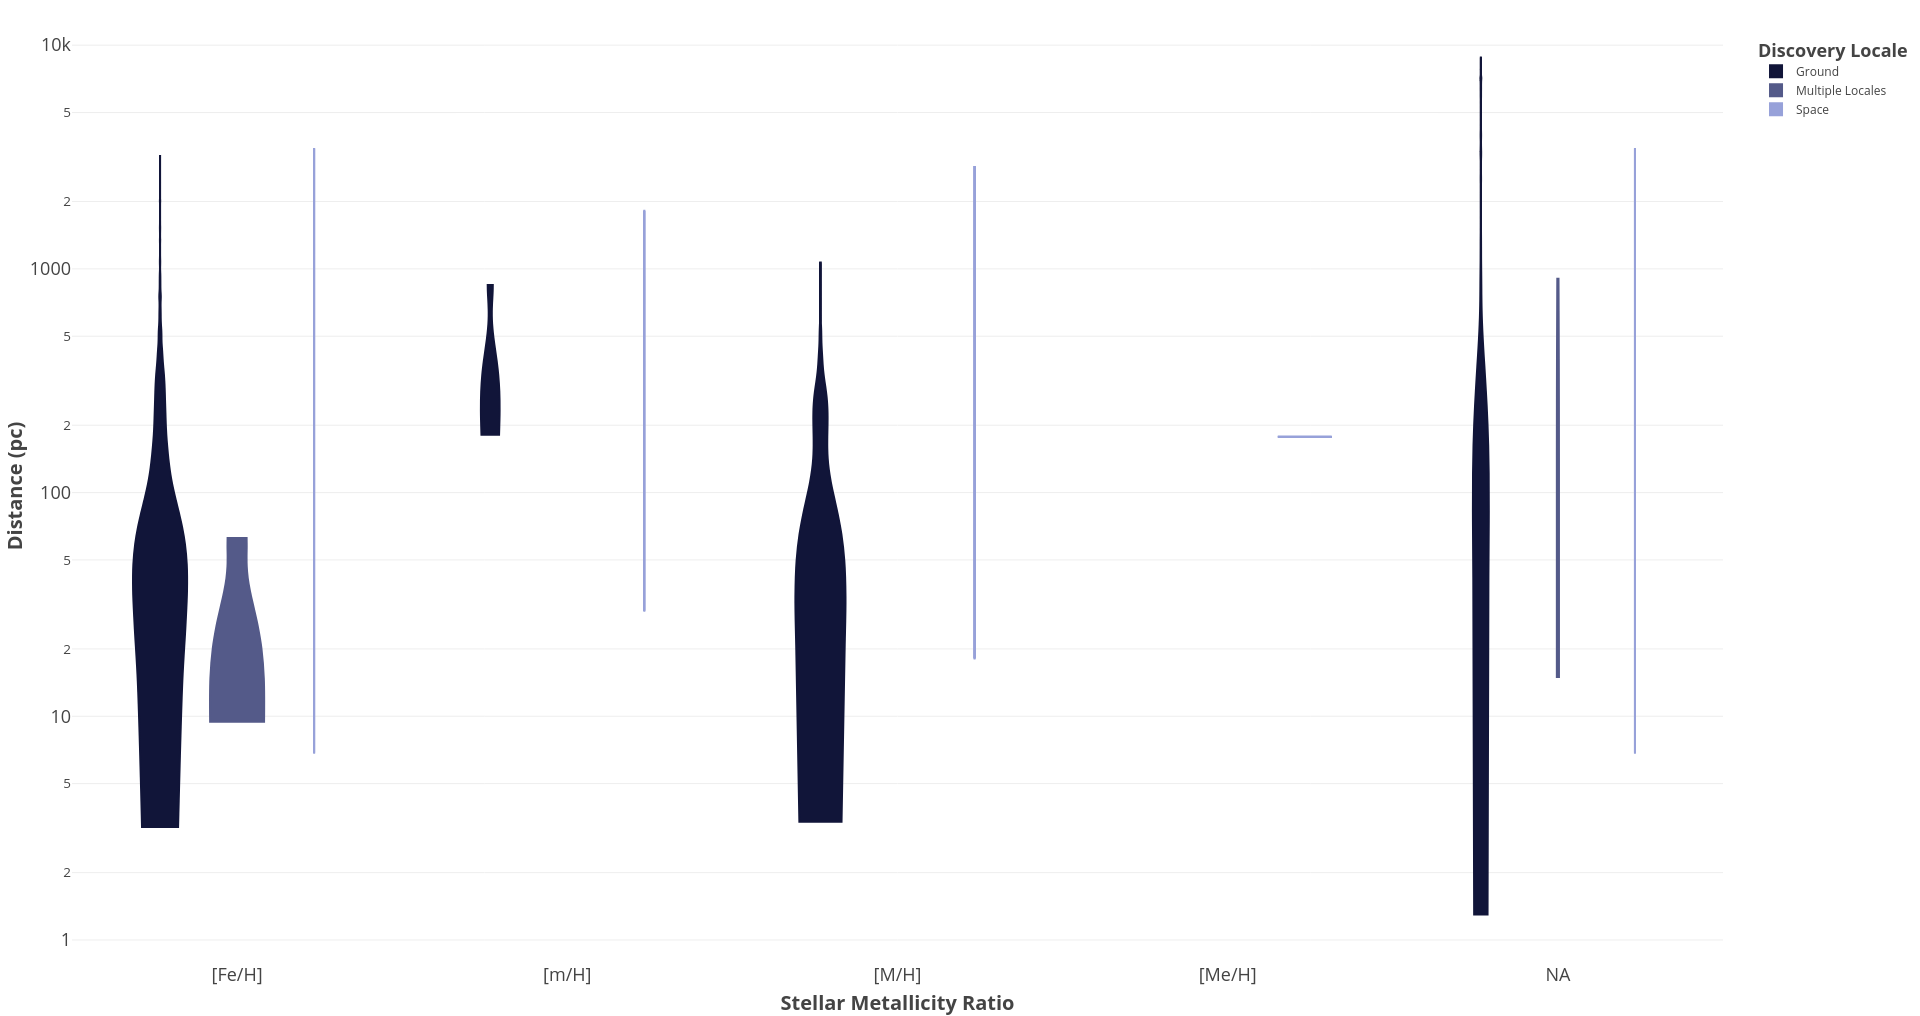 Discovery Locale
Ground
Multiple Locales
Space
10k
5
2
1000
5
2
100
5
2
10
5
2
1
Distance (pc)
[Fe/H]
[m/H]
[M/H]
[Me/H]
NA
Stellar Metallicity Ratio